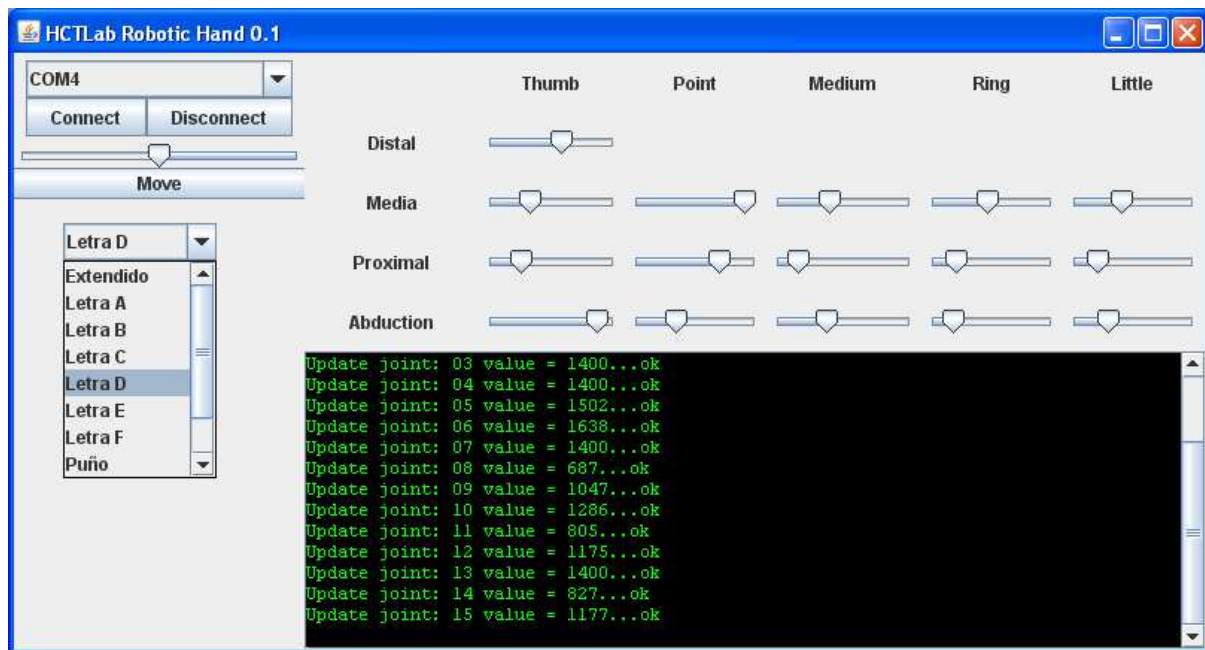 HCTLab Robotic Hand 0.1
COM4
Connect Disconnect
Move
Letra D
Extendido
Letra A
Letra B
Letra C
Letra D
Letra E
Letra F
Puño
Thumb Point Medium Ring Little
Distal
Media
Proximal
Abduction
Update joint: 03 value = 1400...ok
Update joint: 04 value = 1400...ok
Update joint: 05 value = 1502...ok
Update joint: 06 value = 1638...ok
Update joint: 07 value = 1400...ok
Update joint: 08 value = 687...ok
Update joint: 09 value = 1047...ok
Update joint: 10 value = 1286...ok
Update joint: 11 value = 805...ok
Update joint: 12 value = 1175...ok
Update joint: 13 value = 1400...ok
Update joint: 14 value = 827...ok
Update joint: 15 value = 1177...ok